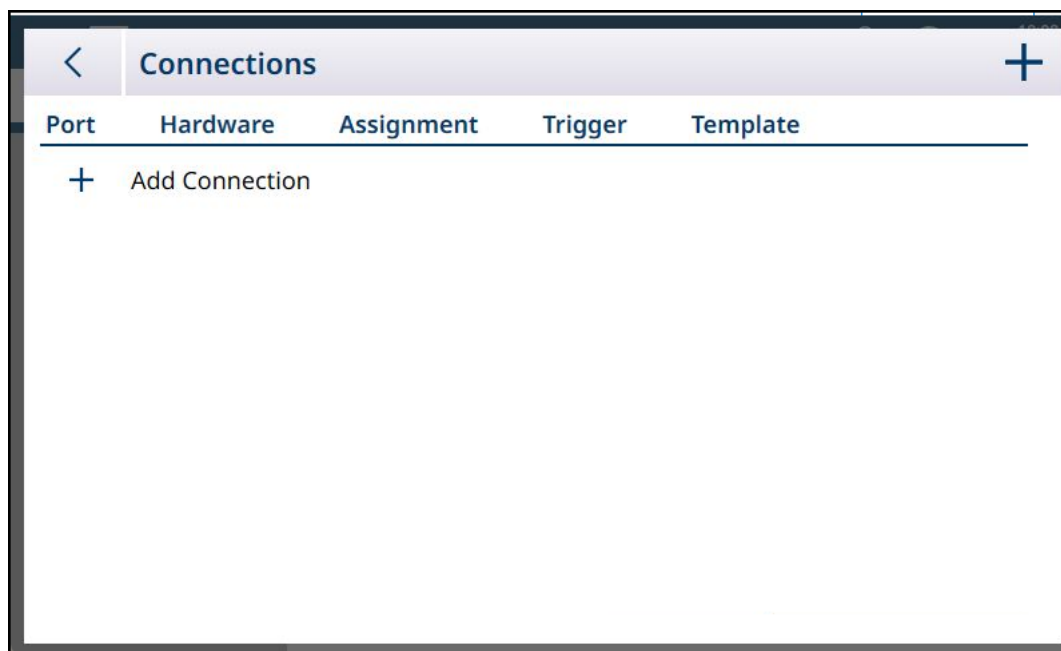 Connections
Port Hardware Assignment Trigger Template
Add Connection